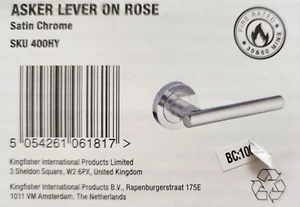 ASKER LEVER ON ROSE
Satin Chrome
SKU 400HY
FIRE RATED
30&60 MINS
5 054261 061817 >
BC:10
Kingfisher International Products Limited
3 Sheldon Square, W2 6PX, United Kingdom
Kingfisher International Products B.V., Rapenburgerstraat 175E
1011 VM Amsterdam, The Netherlands